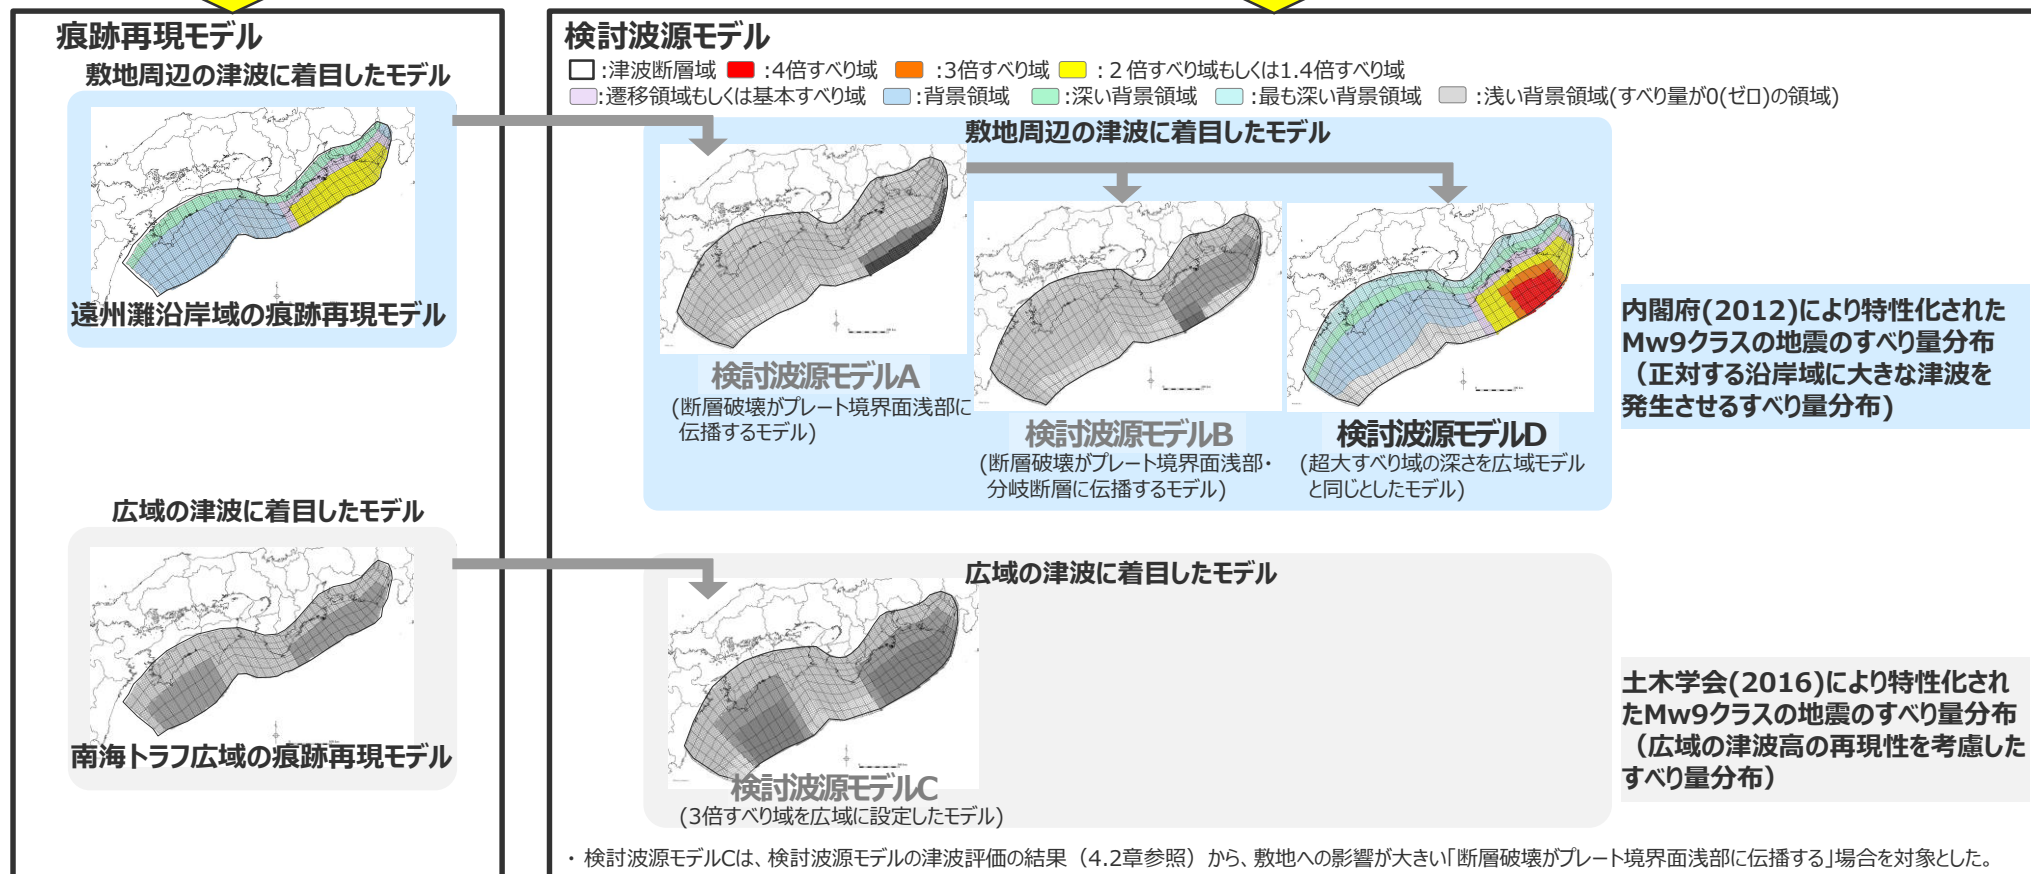 痕跡再現モデル
敷地周辺の津波に着目したモデル
遠州灘沿岸域の痕跡再現モデル
広域の津波に着目したモデル
南海トラフ広域の痕跡再現モデル
検討波源モデル
:津波断層域 :4倍すべり域 :3倍すべり域 :２倍すべり域もしくは1.4倍すべり域
:遷移領域もしくは基本すべり域 :背景領域 :深い背景領域 :最も深い背景領域 :浅い背景領域(すべり量が0(ゼロ)の領域)
敷地周辺の津波に着目したモデル
検討波源モデルA
(断層破壊がプレート境界面浅部に
伝播するモデル)
検討波源モデルB
(断層破壊がプレート境界面浅部・
分岐断層に伝播するモデル)
検討波源モデルD
(超大すべり域の深さを広域モデル
と同じとしたモデル)
内閣府(2012)により特性化された
Mw9クラスの地震のすべり量分布
（正対する沿岸域に大きな津波を
発生させるすべり量分布)
広域の津波に着目したモデル
検討波源モデルC
(3倍すべり域を広域に設定したモデル)
土木学会(2016)により特性化され
たMw9クラスの地震のすべり量分布
（広域の津波高の再現性を考慮した
すべり量分布）
・検討波源モデルCは、検討波源モデルの津波評価の結果（4.2章参照）から、敷地への影響が大きい「断層破壊がプレート境界面浅部に伝播する」場合を対象とした。